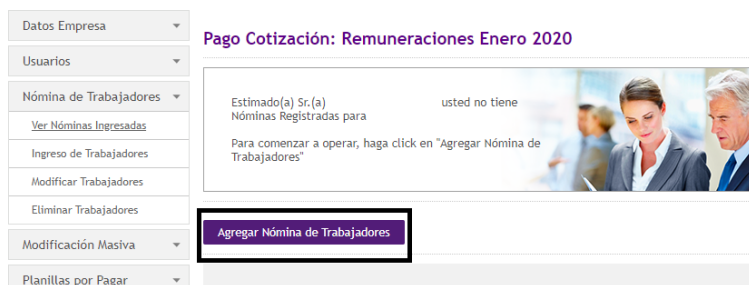 Datos Empresa
Usuarios
Nómina de Trabajadores
Ver Nóminas Ingresadas
Ingreso de Trabajadores
Modificar Trabajadores
Eliminar Trabajadores
Modificación Masiva
Planillas por Pagar
Pago Cotización: Remuneraciones Enero 2020
Estimado(a) Sr.(a) usted no tiene
Nóminas Registradas para
Para comenzar a operar, haga click en "Agregar Nómina de
Trabajadores"
Agregar Nómina de Trabajadores